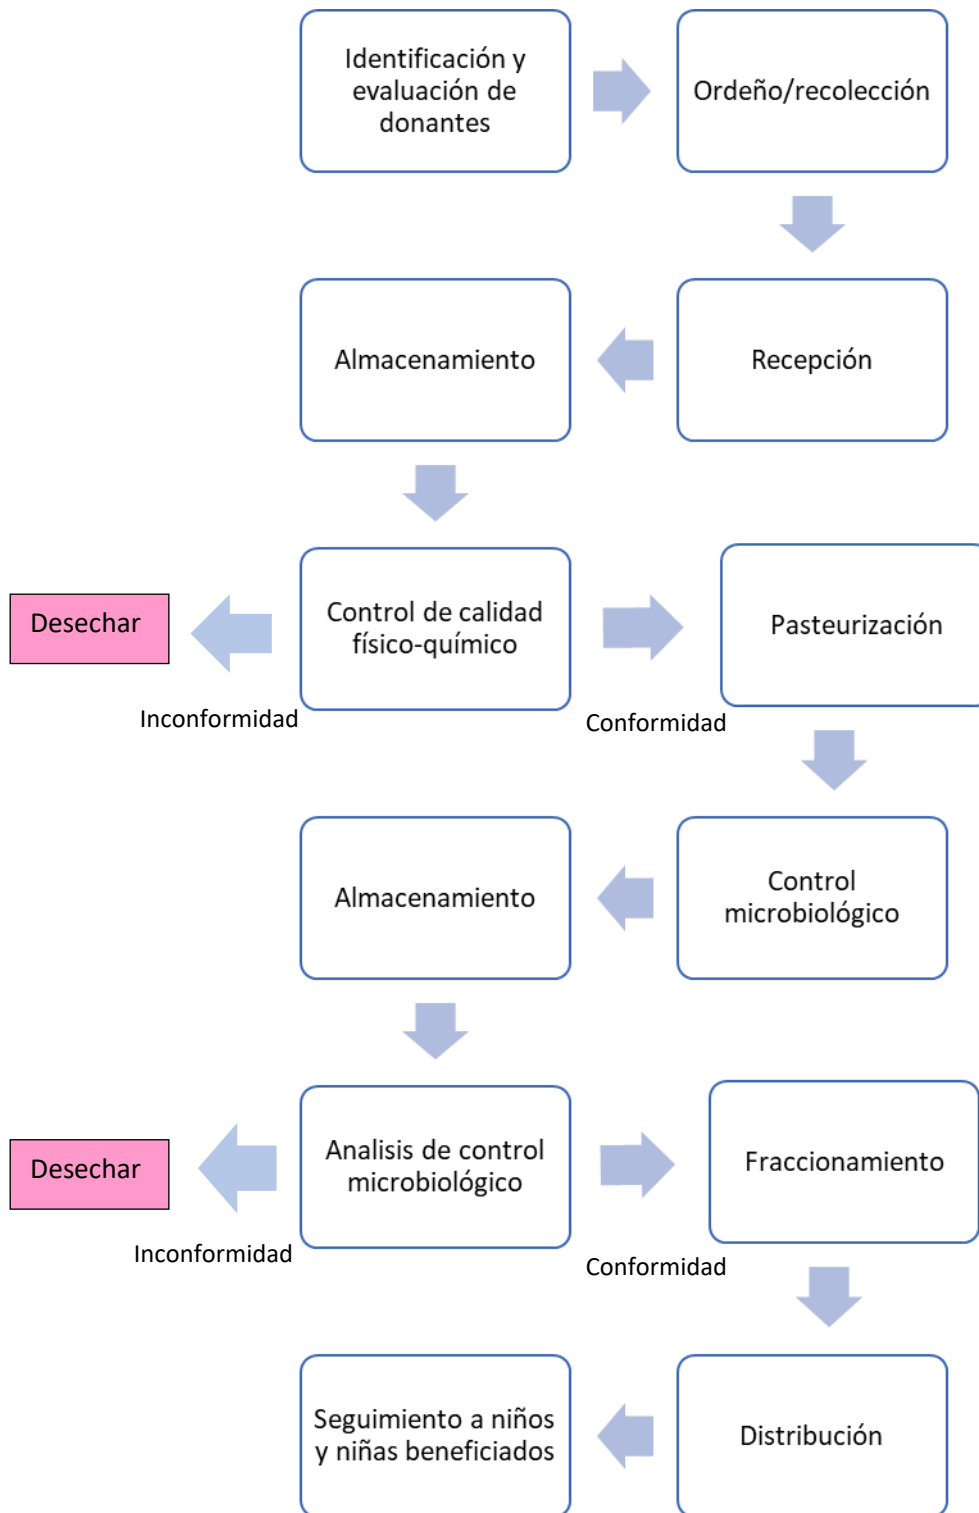 Identificación y
evaluación de
donantes
Ordeño/recolección
Recepción
Almacenamiento
Control de calidad
físico-químico
Desechar
Inconformidad
Conformidad
Pasteurización
Control
microbiológico
Almacenamiento
Analisis de control
microbiológico
Desechar
Inconformidad
Conformidad
Fraccionamiento
Distribución
Seguimiento a niños
y niñas beneficiados